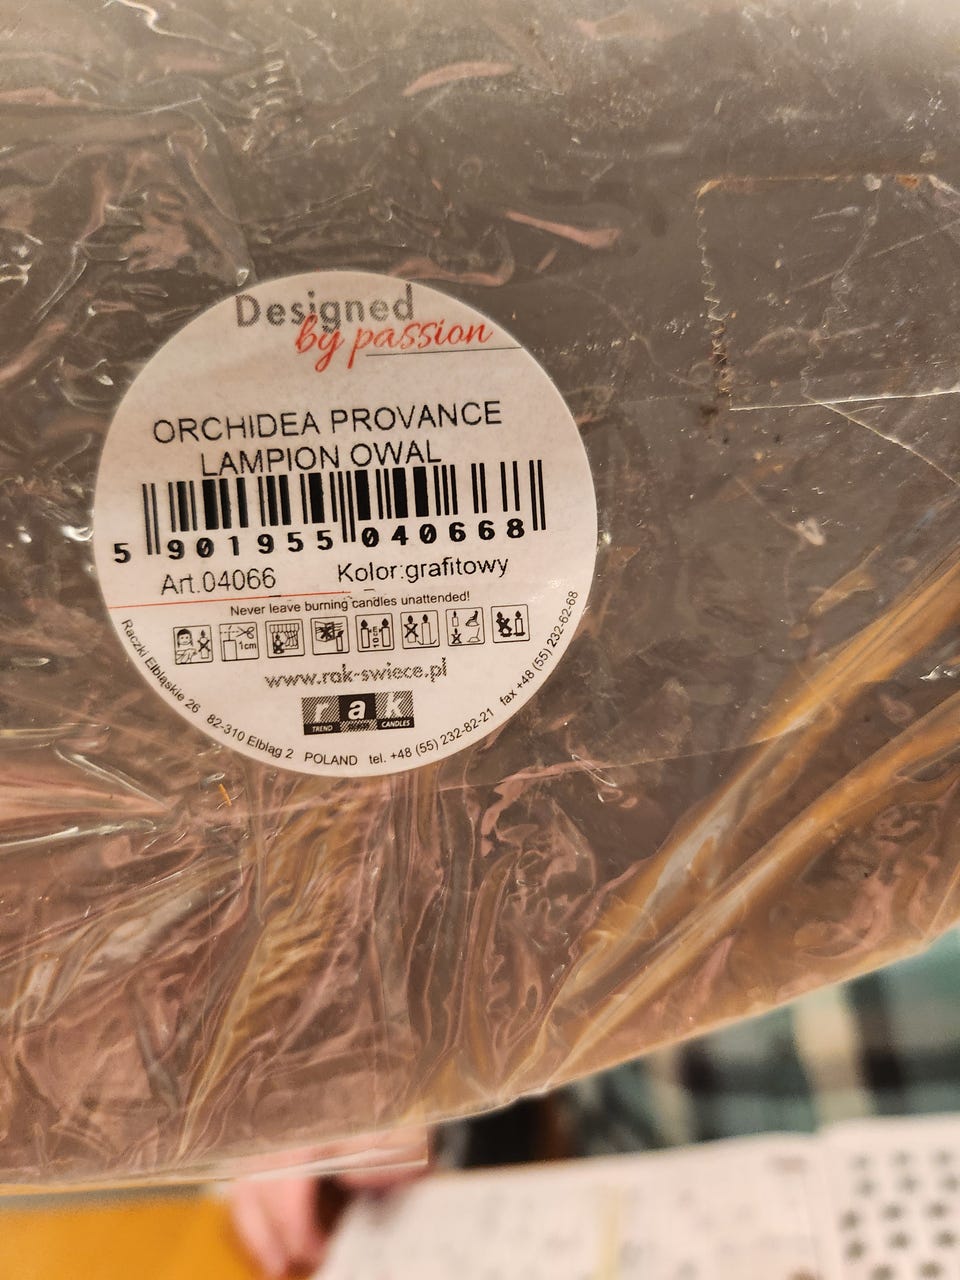 Designed
by passion
ORCHIDEA PROVANCE
LAMPION OWAL
5 901955 040668
Art.04066 Kolor:grafitowy
Never leave burning candles unattended!
1cm
www.rak-swiece.pl
rak
TREND CANDLES
Raczki Elbląskie 26 82-310 Elbląg 2 POLAND tel. +48 (55) 232-82-21 fax +48 (55) 232-62-68